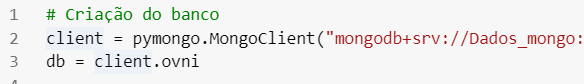 1 # Criação do banco
2 client = pymongo.MongoClient("mongodb+srv://Dados_mongo:
3 db = client.ovni